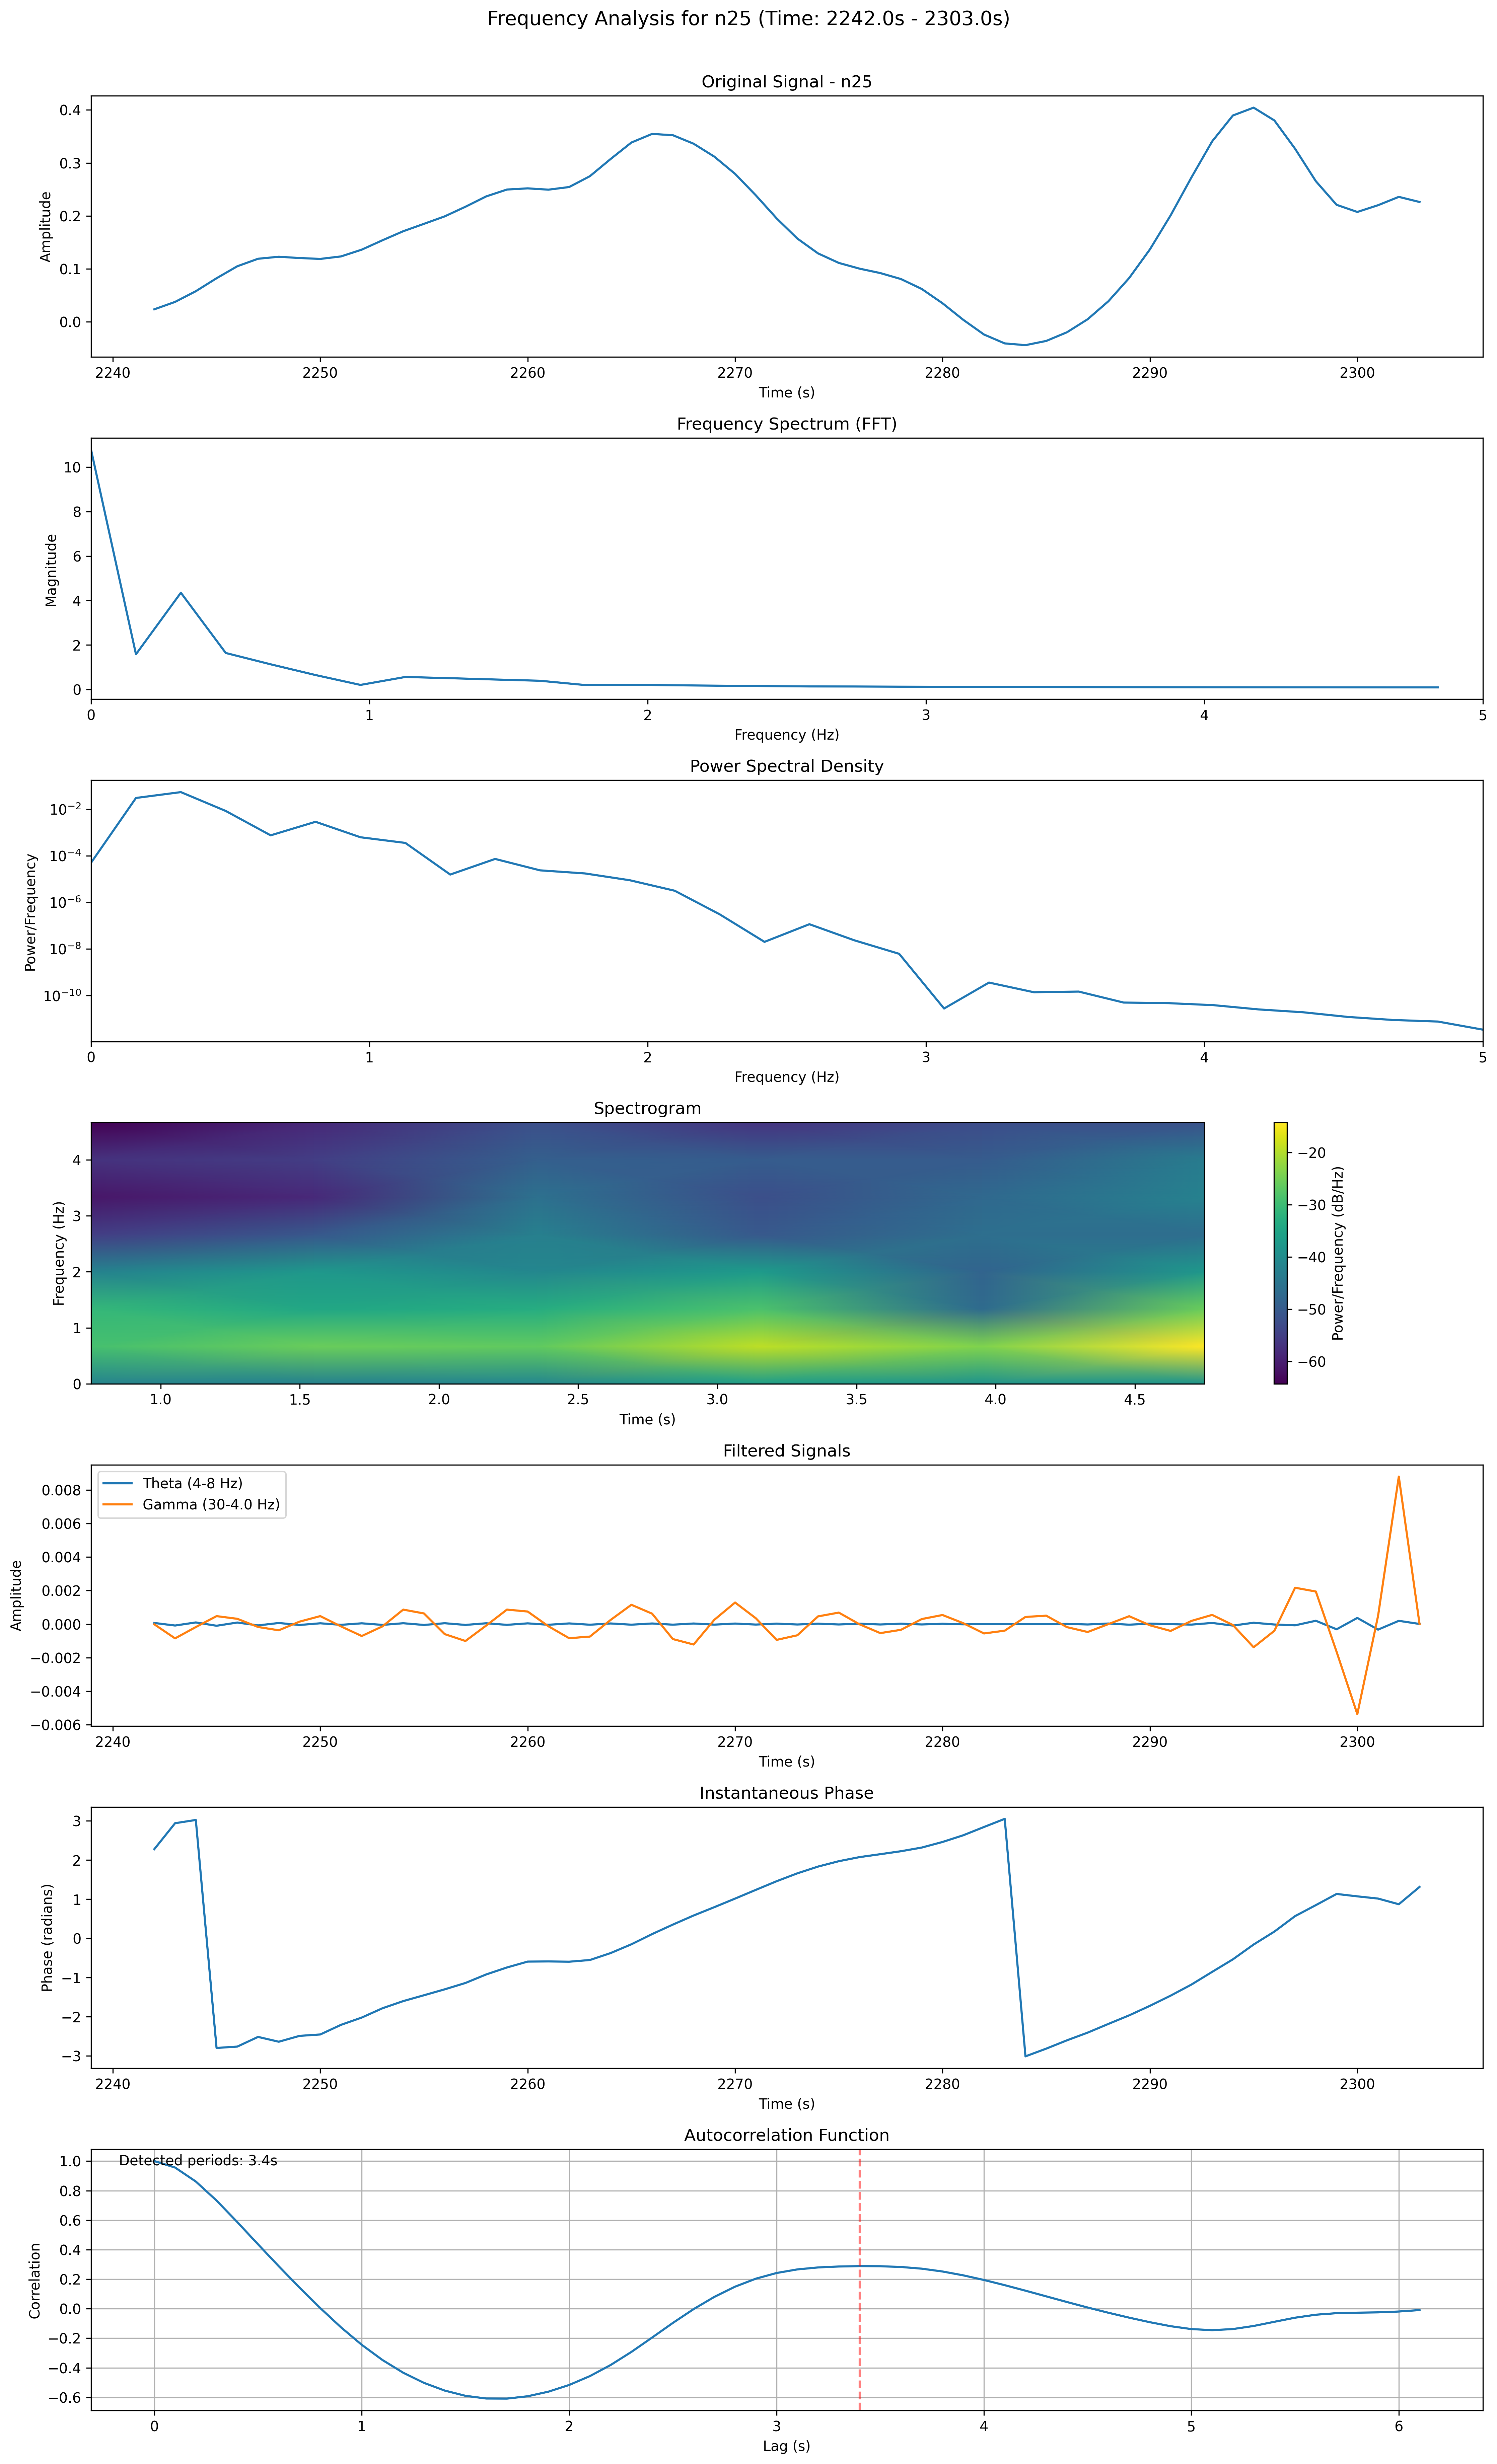 Frequency Analysis for n25 (Time: 2242.0s - 2303.0s)
Original Signal - n25
0.4
0.3
0.2
0.1
0.0
Amplitude
2240 2250 2260 2270 2280 2290 2300
Time (s)
Frequency Spectrum (FFT)
10
8
6
4
2
0
Magnitude
0 1 2 3 4 5
Frequency (Hz)
Power Spectral Density
10⁻²
10⁻⁴
10⁻⁶
10⁻⁸
10⁻¹⁰
Power/Frequency
0 1 2 3 4 5
Frequency (Hz)
Spectrogram
4
3
2
1
0
Frequency (Hz)
1.0 1.5 2.0 2.5 3.0 3.5 4.0 4.5
Time (s)
−20
−30
−40
−50
−60
Power/Frequency (dB/Hz)
Filtered Signals
Theta (4-8 Hz)
Gamma (30-4.0 Hz)
0.008
0.006
0.004
0.002
0.000
−0.002
−0.004
−0.006
Amplitude
2240 2250 2260 2270 2280 2290 2300
Time (s)
Instantaneous Phase
3
2
1
0
−1
−2
−3
Phase (radians)
2240 2250 2260 2270 2280 2290 2300
Time (s)
Autocorrelation Function
Detected periods: 3.4s
1.0
0.8
0.6
0.4
0.2
0.0
−0.2
−0.4
−0.6
Correlation
0 1 2 3 4 5 6
Lag (s)